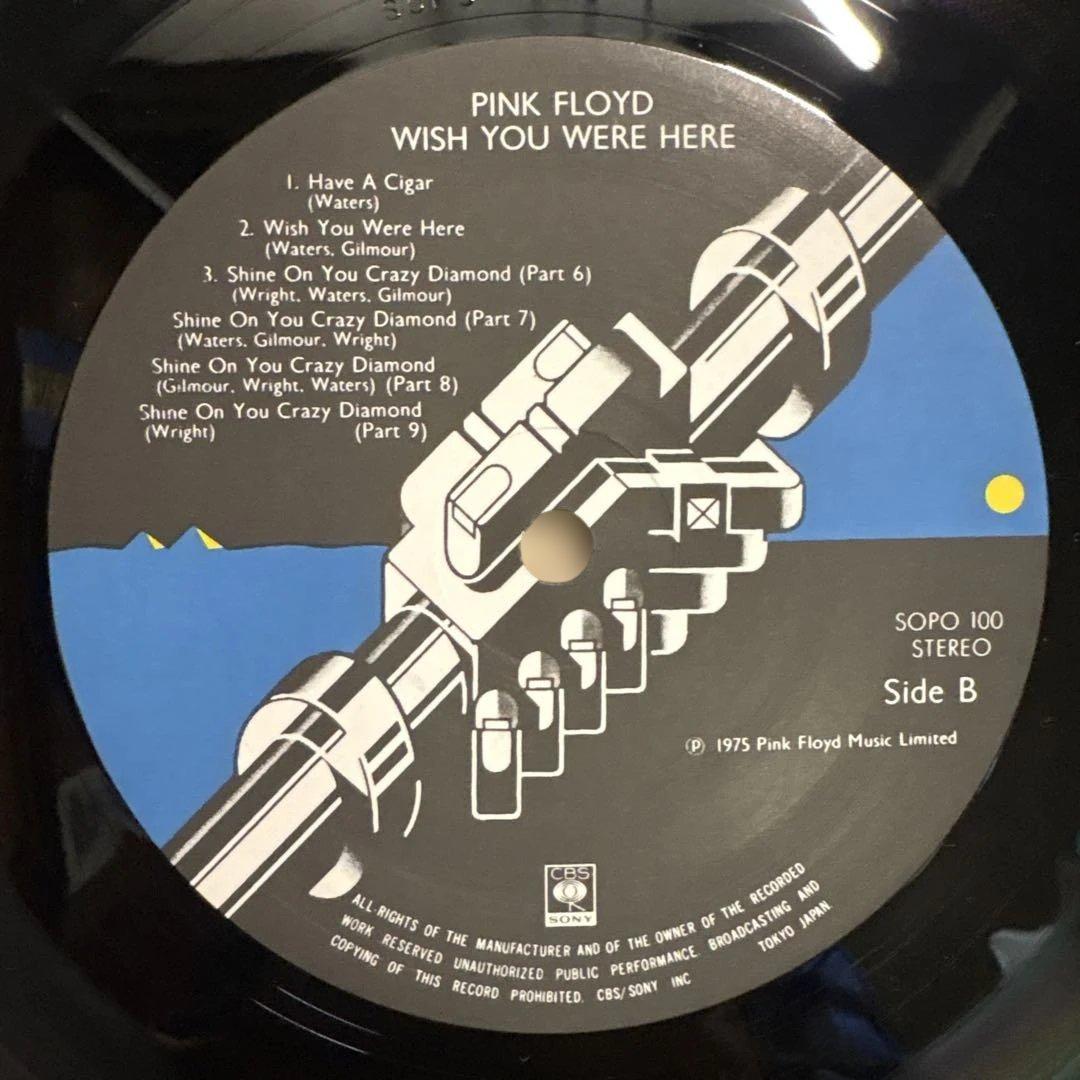 PINK FLOYD
WISH YOU WERE HERE
1. Have A Cigar
(Waters)
2. Wish You Were Here
(Waters, Gilmour)
3. Shine On You Crazy Diamond (Part 6)
(Wright, Waters, Gilmour)
Shine On You Crazy Diamond (Part 7)
(Waters, Gilmour, Wright)
Shine On You Crazy Diamond
(Gilmour, Wright, Waters) (Part 8)
Shine On You Crazy Diamond
(Wright) (Part 9)
SOPO 100
STEREO
Side B
Ⓟ 1975 Pink Floyd Music Limited
CBS
SONY
ALL RIGHTS OF THE MANUFACTURER AND OF THE OWNER OF THE RECORDED
WORK RESERVED UNAUTHORIZED PUBLIC PERFORMANCE. BROADCASTING AND
COPYING OF THIS RECORD PROHIBITED. CBS/SONY INC TOKYO JAPAN